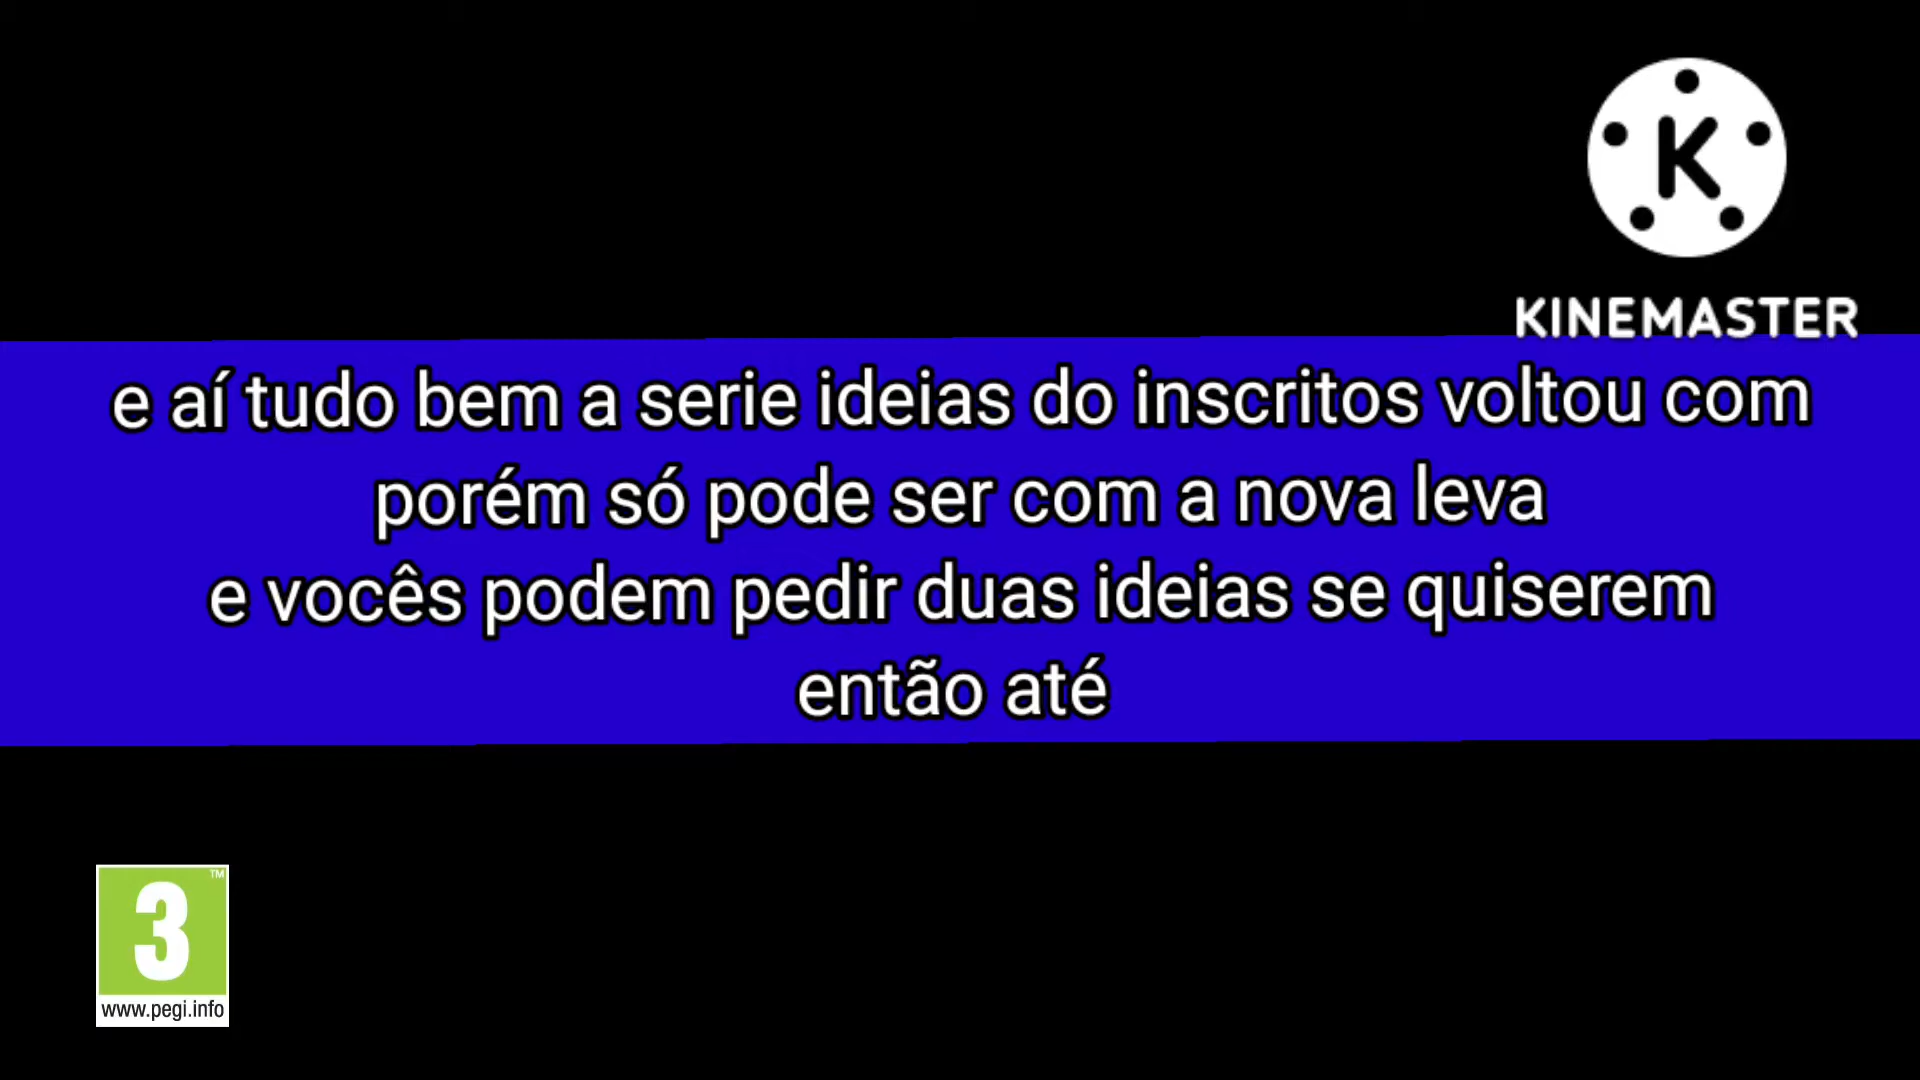 K
KINEMASTER
e aí tudo bem a serie ideias do inscritos voltou com
porém só pode ser com a nova leva
e vocês podem pedir duas ideias se quiserem
então até
3
TM
www.pegi.info